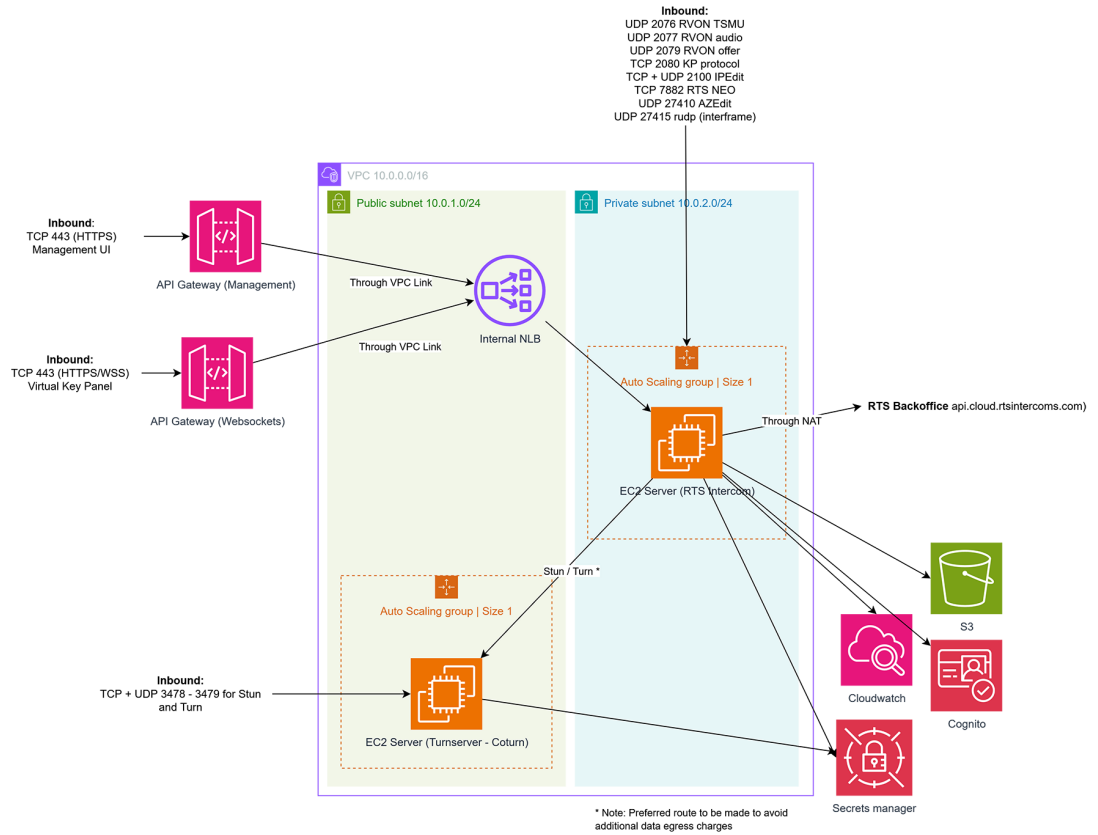 Inbound:
UDP 2076 RVON TSMU
UDP 2077 RVON audio
UDP 2079 RVON offer
TCP 2080 KP protocol
TCP + UDP 2100 IPEdit
TCP 7882 RTS NEO
UDP 27410 AZEdit
UDP 27415 rudp (interframe)
VPC 10.0.0.0/16
Public subnet 10.0.1.0/24
Private subnet 10.0.2.0/24
Inbound:
TCP 443 (HTTPS)
Management UI
API Gateway (Management)
Through VPC Link
Internal NLB
Through VPC Link
Inbound:
TCP 443 (HTTPS/WSS)
Virtual Key Panel
API Gateway (Websockets)
Auto Scaling group | Size 1
RTS Backoffice api.cloud.rtsintercoms.com)
Through NAT
EC2 Server (RTS Intercom)
Stun / Turn *
Auto Scaling group | Size 1
S3
Cloudwatch
Cognito
Inbound:
TCP + UDP 3478 - 3479 for Stun
and Turn
EC2 Server (Turnserver - Coturn)
Secrets manager
* Note: Preferred route to be made to avoid
additional data egress charges